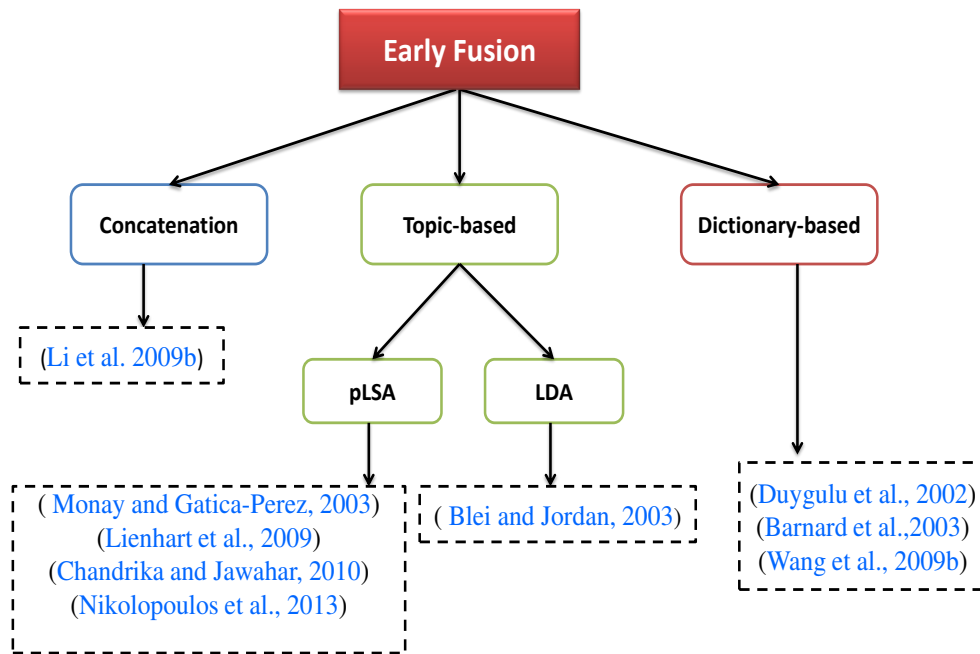 Early Fusion
Concatenation
Topic-based
Dictionary-based
(Li et al. 2009b)
pLSA
LDA
( Monay and Gatica-Perez, 2003)
(Lienhart et al., 2009)
(Chandrika and Jawahar, 2010)
(Nikolopoulos et al., 2013)
( Blei and Jordan, 2003)
(Duygulu et al., 2002)
(Barnard et al.,2003)
(Wang et al., 2009b)